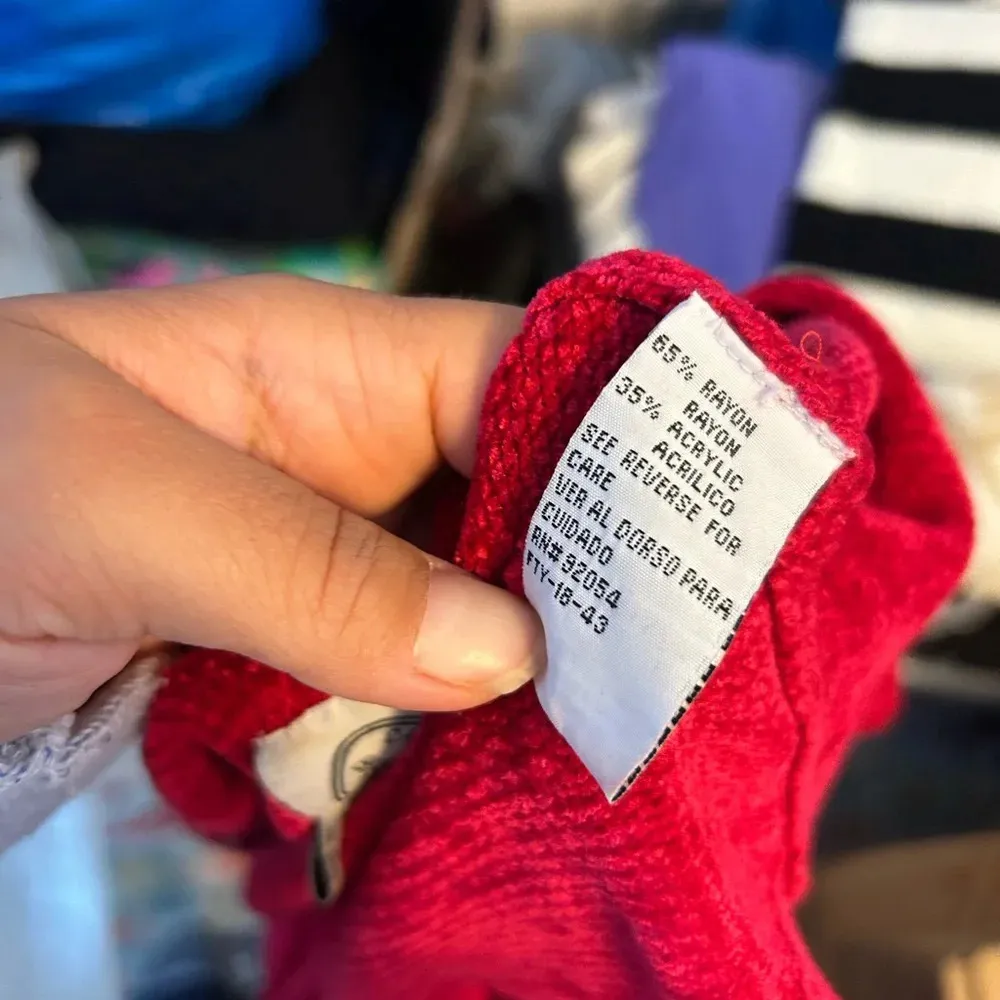 65% RAYON
RAYON
35% ACRYLIC
ACRILICO
SEE REVERSE FOR
CARE
VER AL DORSO PARA
CUIDADO
RN#92054
FTY-16-43